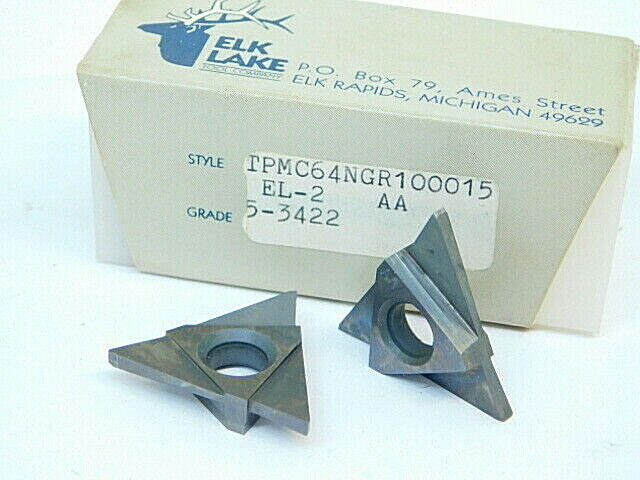 ELK
LAKE
TOOL COMPANY
P.O. Box 79, Ames Street
ELK RAPIDS, MICHIGAN 49629
STYLE TPMC64NGR100015
EL-2 AA
GRADE 5-3422